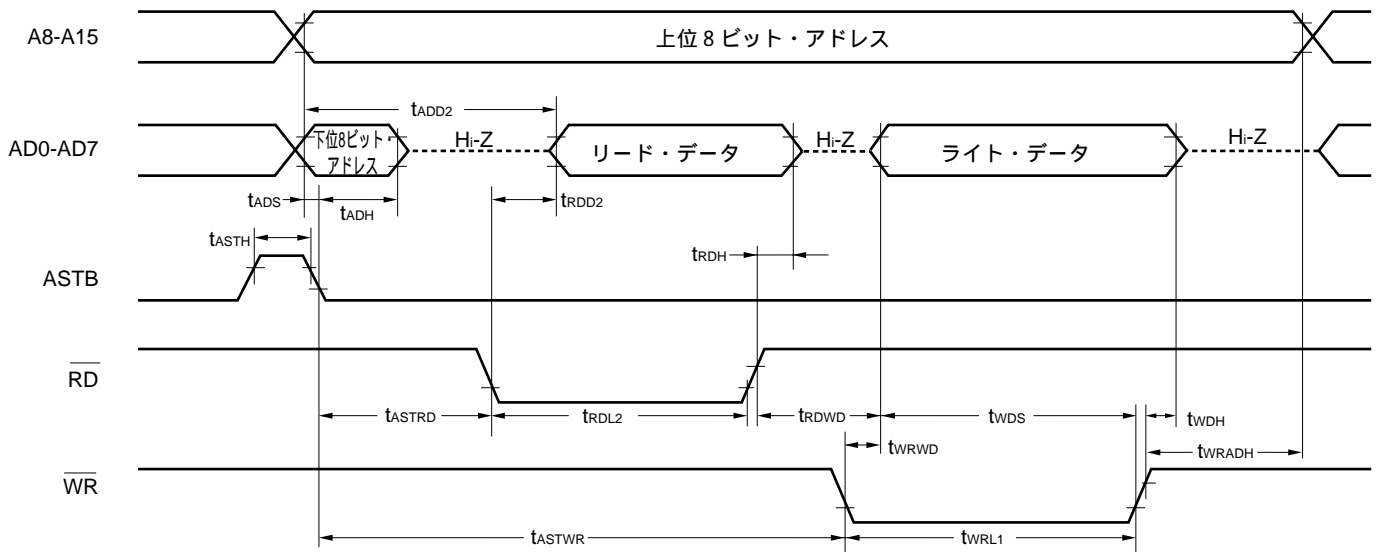 A8-A15
上位 8 ビット・アドレス
tADD2
AD0-AD7
下位8ビット・
アドレス
Hi-Z
リード・データ
Hi-Z
ライト・データ
Hi-Z
tADS
tADH
tRDD2
tASTH
tRDH
ASTB
RD
tASTRD
tRDL2
tRDWD
tWDS
tWDH
tWRWD
tWRADH
WR
tASTWR
tWRL1